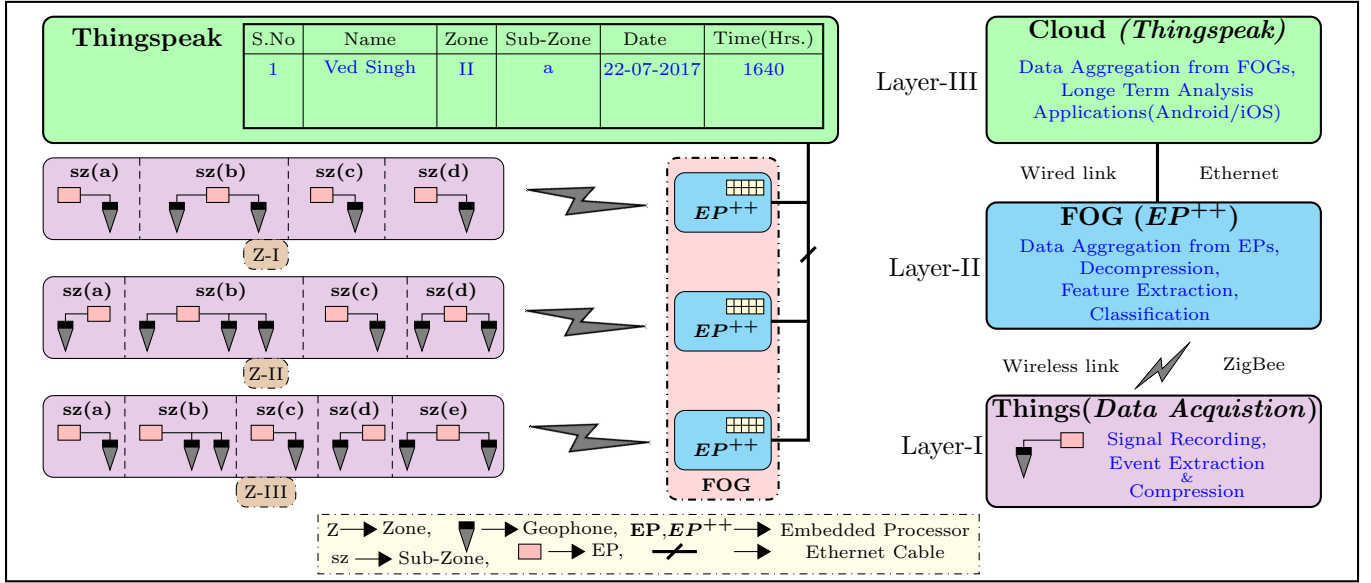 Thingspeak
S.No Name Zone Sub-Zone Date Time(Hrs.)
1 Ved Singh II a 22-07-2017 1640
sz(a) sz(b) sz(c) sz(d)
Z-I
sz(a) sz(b) sz(c) sz(d)
Z-II
sz(a) sz(b) sz(c) sz(d) sz(e)
Z-III
EP++
EP++
EP++
FOG
Layer-III
Cloud (Thingspeak)
Data Aggregation from FOGs,
Longe Term Analysis
Applications(Android/iOS)
Wired link Ethernet
Layer-II
FOG (EP++)
Data Aggregation from EPs,
Decompression,
Feature Extraction,
Classification
Wireless link ZigBee
Layer-I
Things(Data Acquistion)
Signal Recording,
Event Extraction
&
Compression
Z Zone, Geophone, EP,EP++ Embedded Processor
sz Sub-Zone, EP, Ethernet Cable